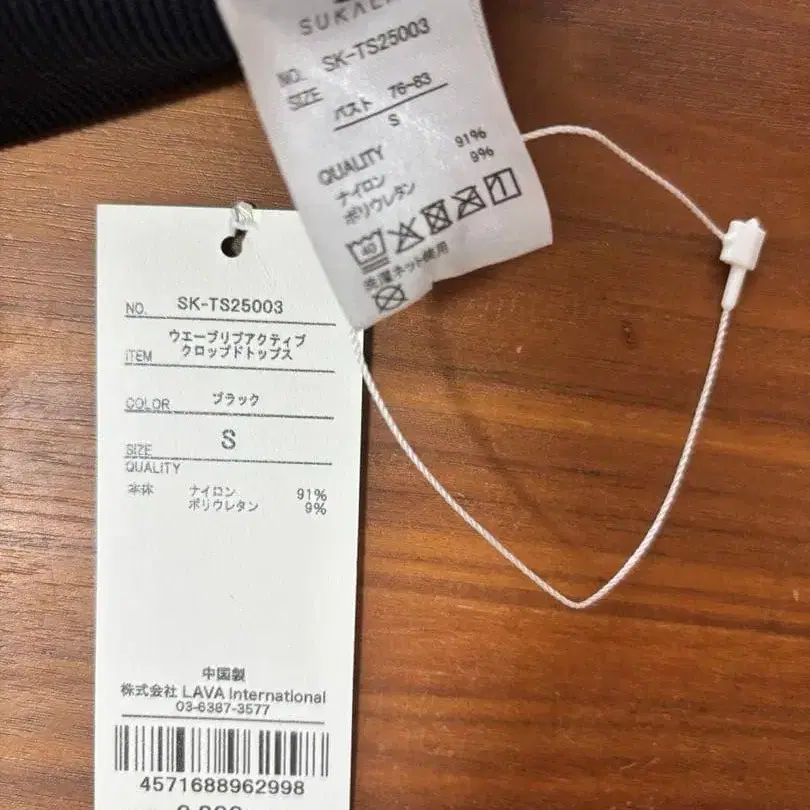 NO. SK-TS25003
SIZE バスト 76-83
S
QUALITY
ナイロン 91%
ポリウレタン 9%
40
洗濯ネット使用
NO. SK-TS25003
ITEM ウエーブリブアクティブ
クロップドトップス
COLOR ブラック
SIZE S
QUALITY
本体 ナイロン 91%
ポリウレタン 9%
中国製
株式会社 LAVA International
03-6387-3577
4571688962998